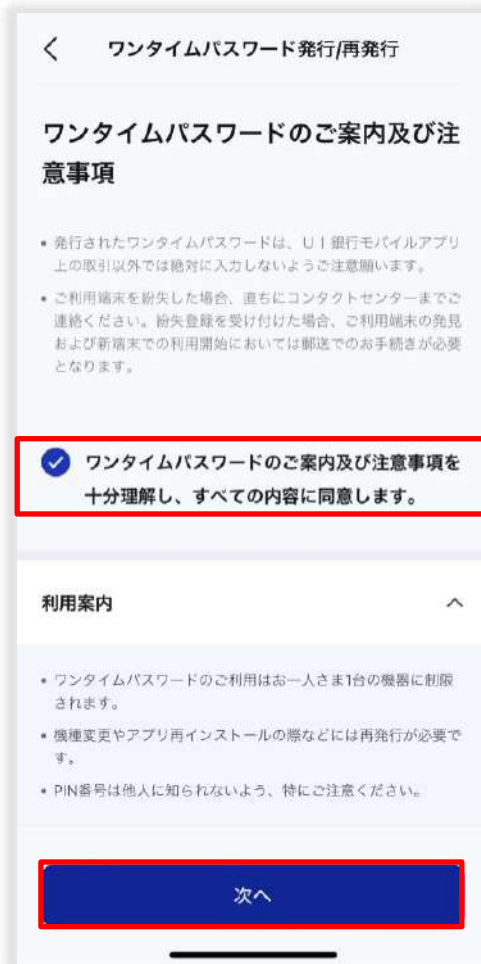 ワンタイムパスワード発行/再発行
ワンタイムパスワードのご案内及び注
意事項
• 発行されたワンタイムパスワードは、UI銀行モバイルアプリ
上の取引以外では絶対に入力しないようご注意願います。
• ご利用端末を紛失した場合、直ちにコンタクトセンターまでご
連絡ください。紛失登録を受け付けた場合、ご利用端末の発見
および新端末での利用開始においては郵送でのお手続きが必要
となります。
ワンタイムパスワードのご案内及び注意事項を
十分理解し、すべての内容に同意します。
利用案内
• ワンタイムパスワードのご利用はお一人さま1台の機器に制限
されます。
• 機種変更やアプリ再インストールの際などには再発行が必要で
す。
• PIN番号は他人に知られないよう、特にご注意ください。
次へ